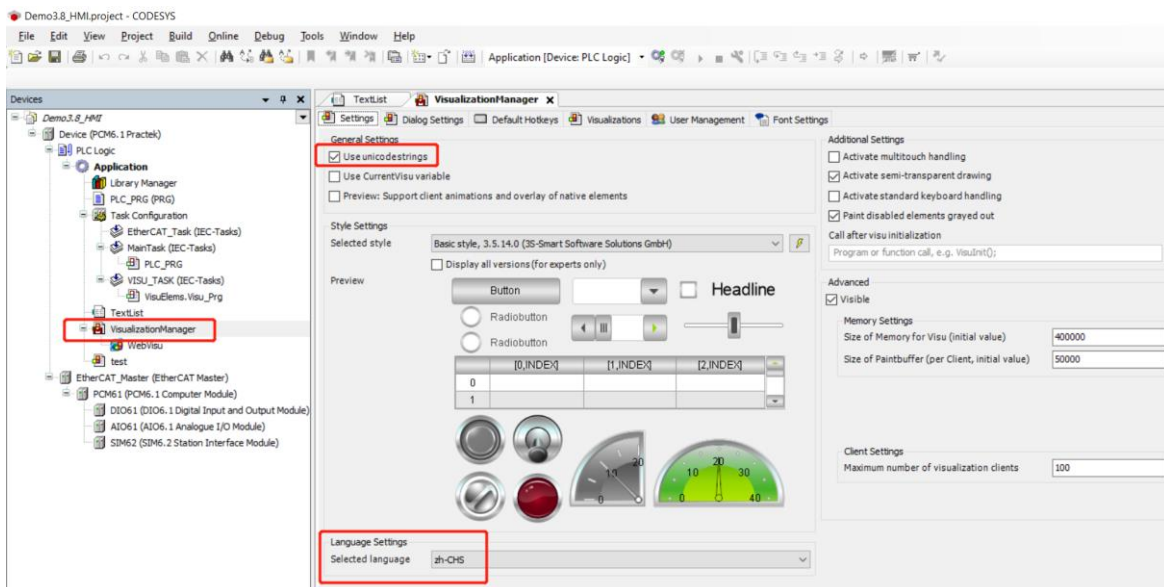 Demo3.8_HMI.project - CODESYS
File Edit View Project Build Online Debug Tools Window Help
Application [Device: PLC Logic]
Devices
Demo3.8_HMI
Device (PCM6.1 Practek)
PLC Logic
Application
Library Manager
PLC_PRG (PRG)
Task Configuration
EtherCAT_Task (IEC-Tasks)
MainTask (IEC-Tasks)
PLC_PRG
VISU_TASK (IEC-Tasks)
VisuElems.Visu_Prg
TextList
VisualizationManager
WebVisu
test
EtherCAT_Master (EtherCAT Master)
PCM61 (PCM6.1 Computer Module)
DIO61 (DIO6.1 Digital Input and Output Module)
AIO61 (AIO6.1 Analogue I/O Module)
SIM62 (SIM6.2 Station Interface Module)
TextList VisualizationManager X
Settings Dialog Settings Default Hotkeys Visualizations User Management Font Settings
General Settings
Use unicodestrings
Use CurrentVisu variable
Preview: Support client animations and overlay of native elements
Style Settings
Selected style Basic style, 3.5.14.0 (3S-Smart Software Solutions GmbH)
Display all versions (for experts only)
Preview
Button Headline
Radiobutton
Radiobutton
[0,INDEX] [1,INDEX] [2,INDEX]
0
1
0 10 20
0 10 20 30 40
Language Settings
Selected language zh-CHS
Additional Settings
Activate multitouch handling
Activate semi-transparent drawing
Activate standard keyboard handling
Paint disabled elements grayed out
Call after visu initialization
Program or function call, e.g. VisuInit();
Advanced
Visible
Memory Settings
Size of Memory for Visu (initial value) 400000
Size of Paintbuffer (per Client, initial value) 50000
Client Settings
Maximum number of visualization clients 100